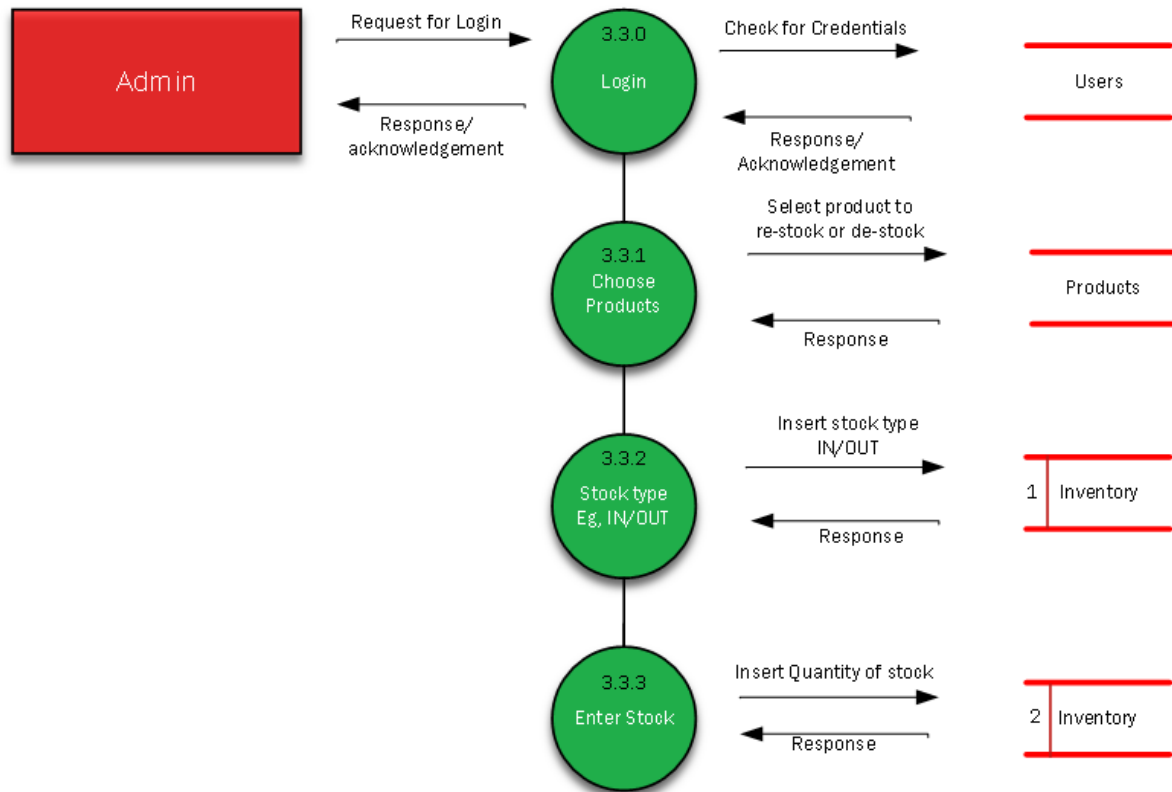 Admin
Request for Login
Response/
acknowledgement
3.3.0
Login
Check for Credentials
Response/
Acknowledgement
Users
3.3.1
Choose
Products
Select product to
re-stock or de-stock
Response
Products
3.3.2
Stock type
Eg, IN/OUT
Insert stock type
IN/OUT
Response
1 Inventory
3.3.3
Enter Stock
Insert Quantity of stock
Response
2 Inventory